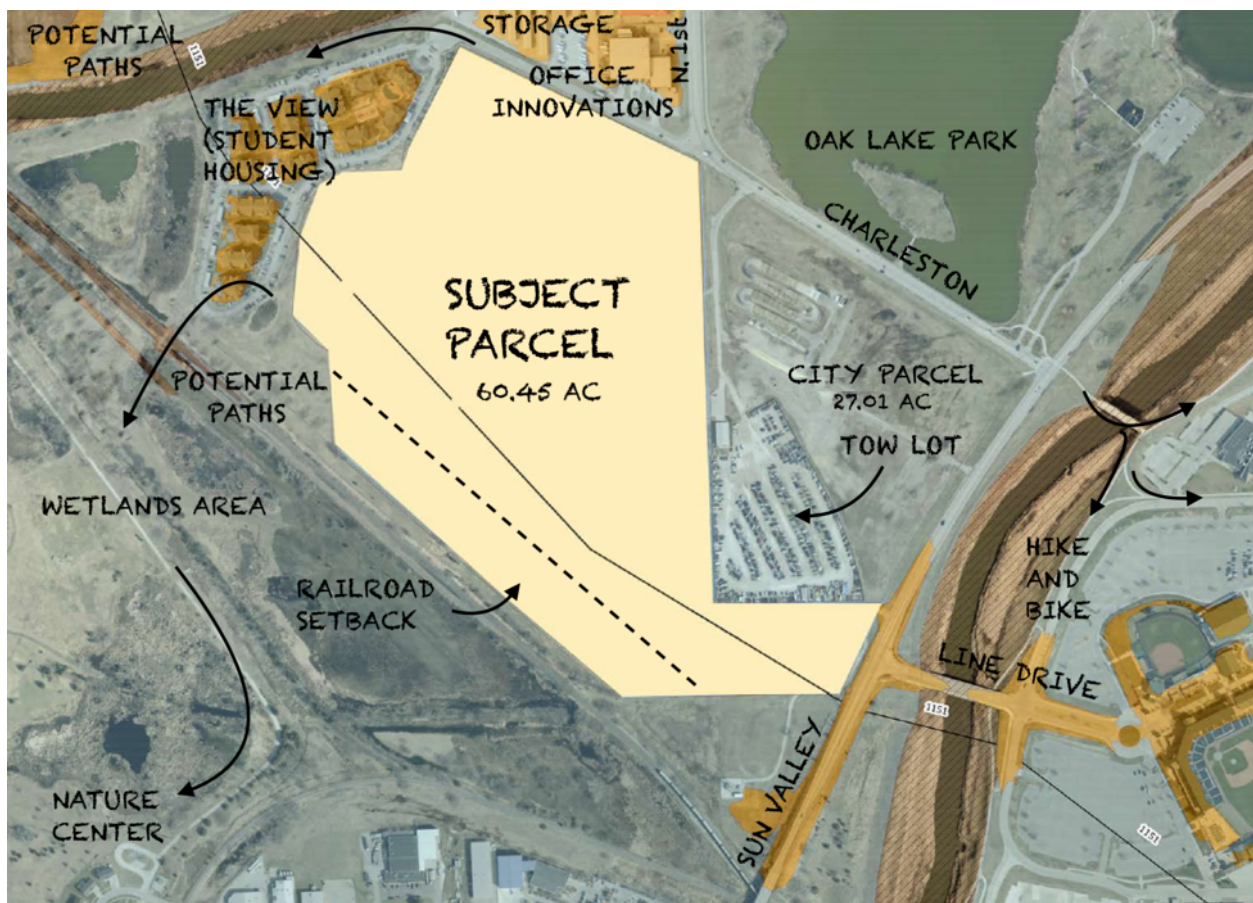 STORAGE
POTENTIAL
PATHS
1151
OFFICE
INNOVATIONS
N. 1st
THE VIEW
(STUDENT
HOUSING)
OAK LAKE PARK
CHARLESTON
SUBJECT
PARCEL
60.45 AC
CITY PARCEL
27.01 AC
TOW LOT
POTENTIAL
PATHS
WETLANDS AREA
RAILROAD
SETBACK
HIKE
AND
BIKE
LINE DRIVE
1151
SUN VALLEY
NATURE
CENTER
1151